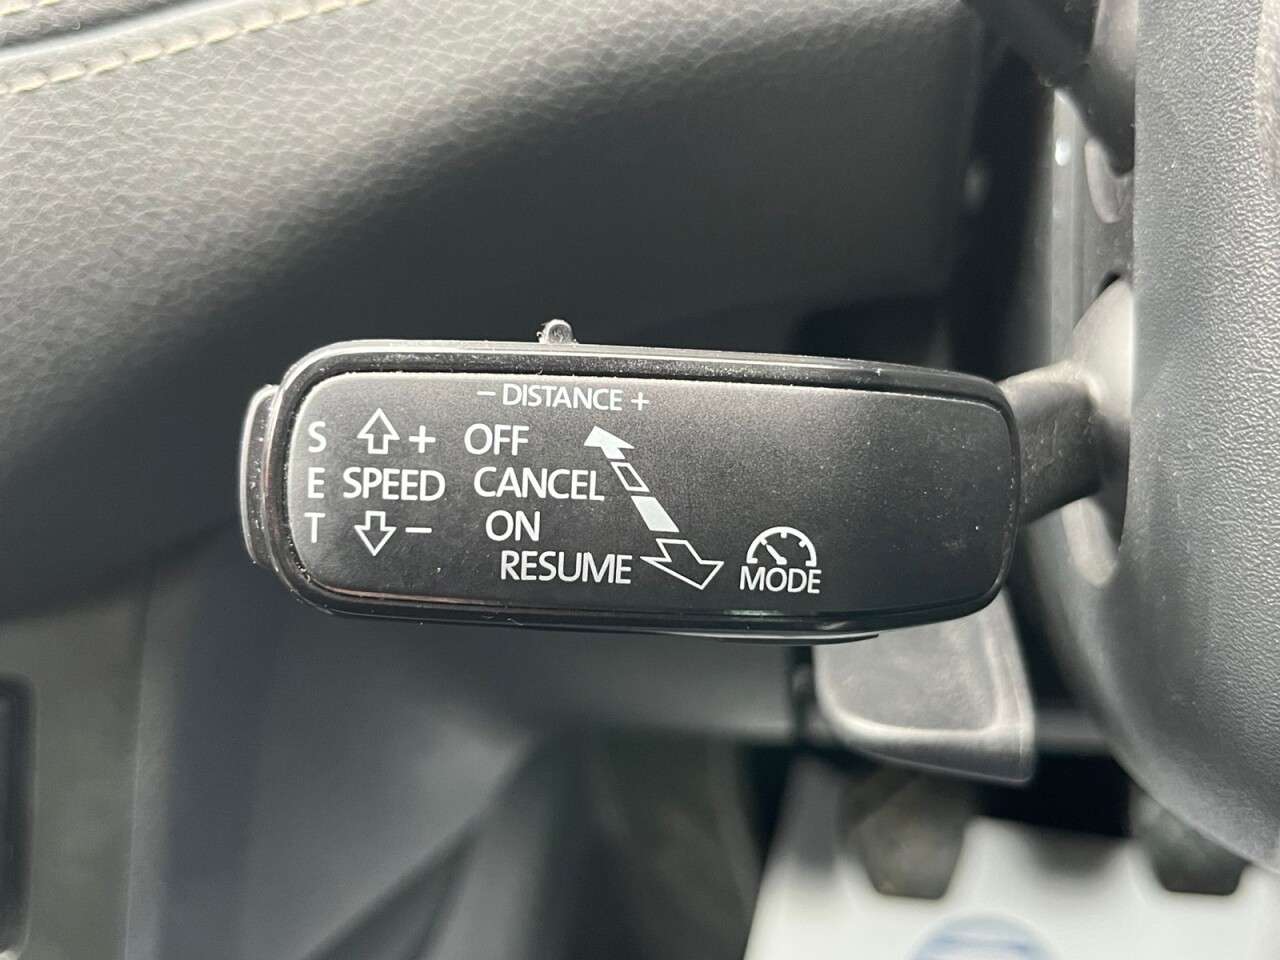 - DISTANCE +
S + OFF
E SPEED CANCEL
T - ON
RESUME
MODE